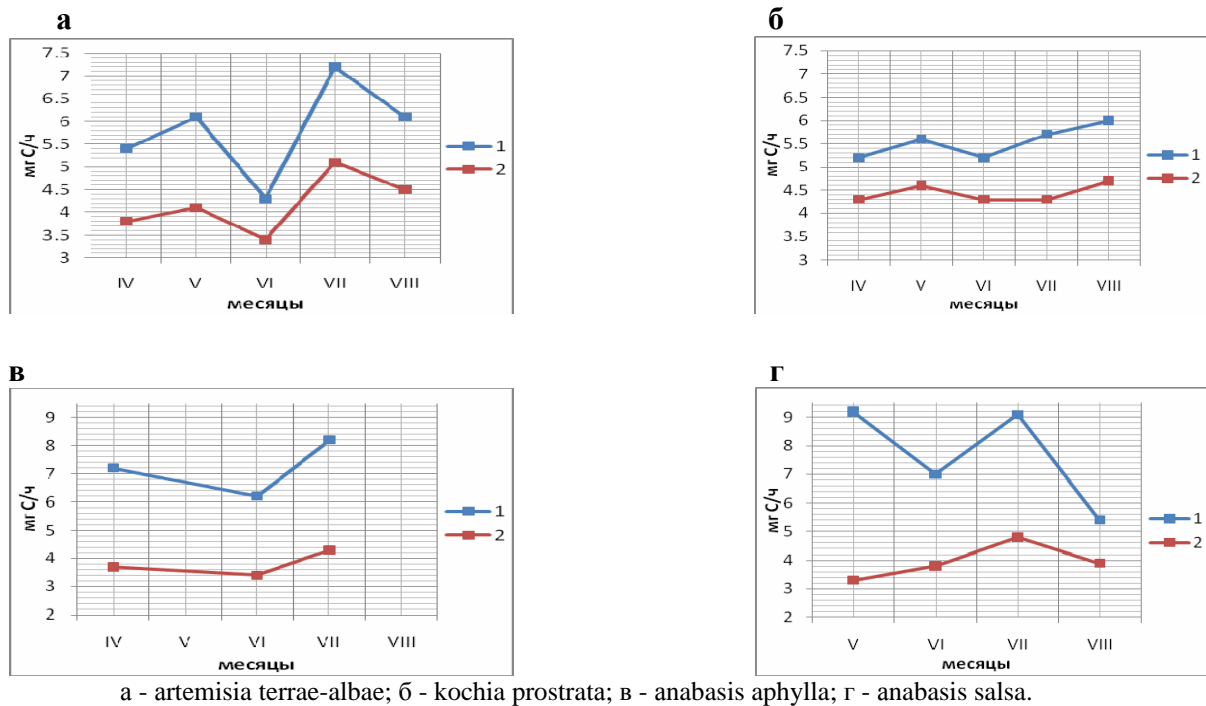 а
7.5
7
6.5
6
5.5
5
4.5
4
3.5
3
мг С/ч
IV V VI VII VIII
месяцы
1
2
б
7.5
7
6.5
6
5.5
5
4.5
4
3.5
3
мг С/ч
IV V VI VII VIII
месяцы
1
2
в
9
8
7
6
5
4
3
2
мг С/ч
IV V VI VII VIII
месяцы
1
2
г
9
8
7
6
5
4
3
2
мг С/ч
V VI VII VIII
месяцы
1
2
а - artemisia terrae-albae; б - kochia prostrata; в - anabasis aphylla; г - anabasis salsa.